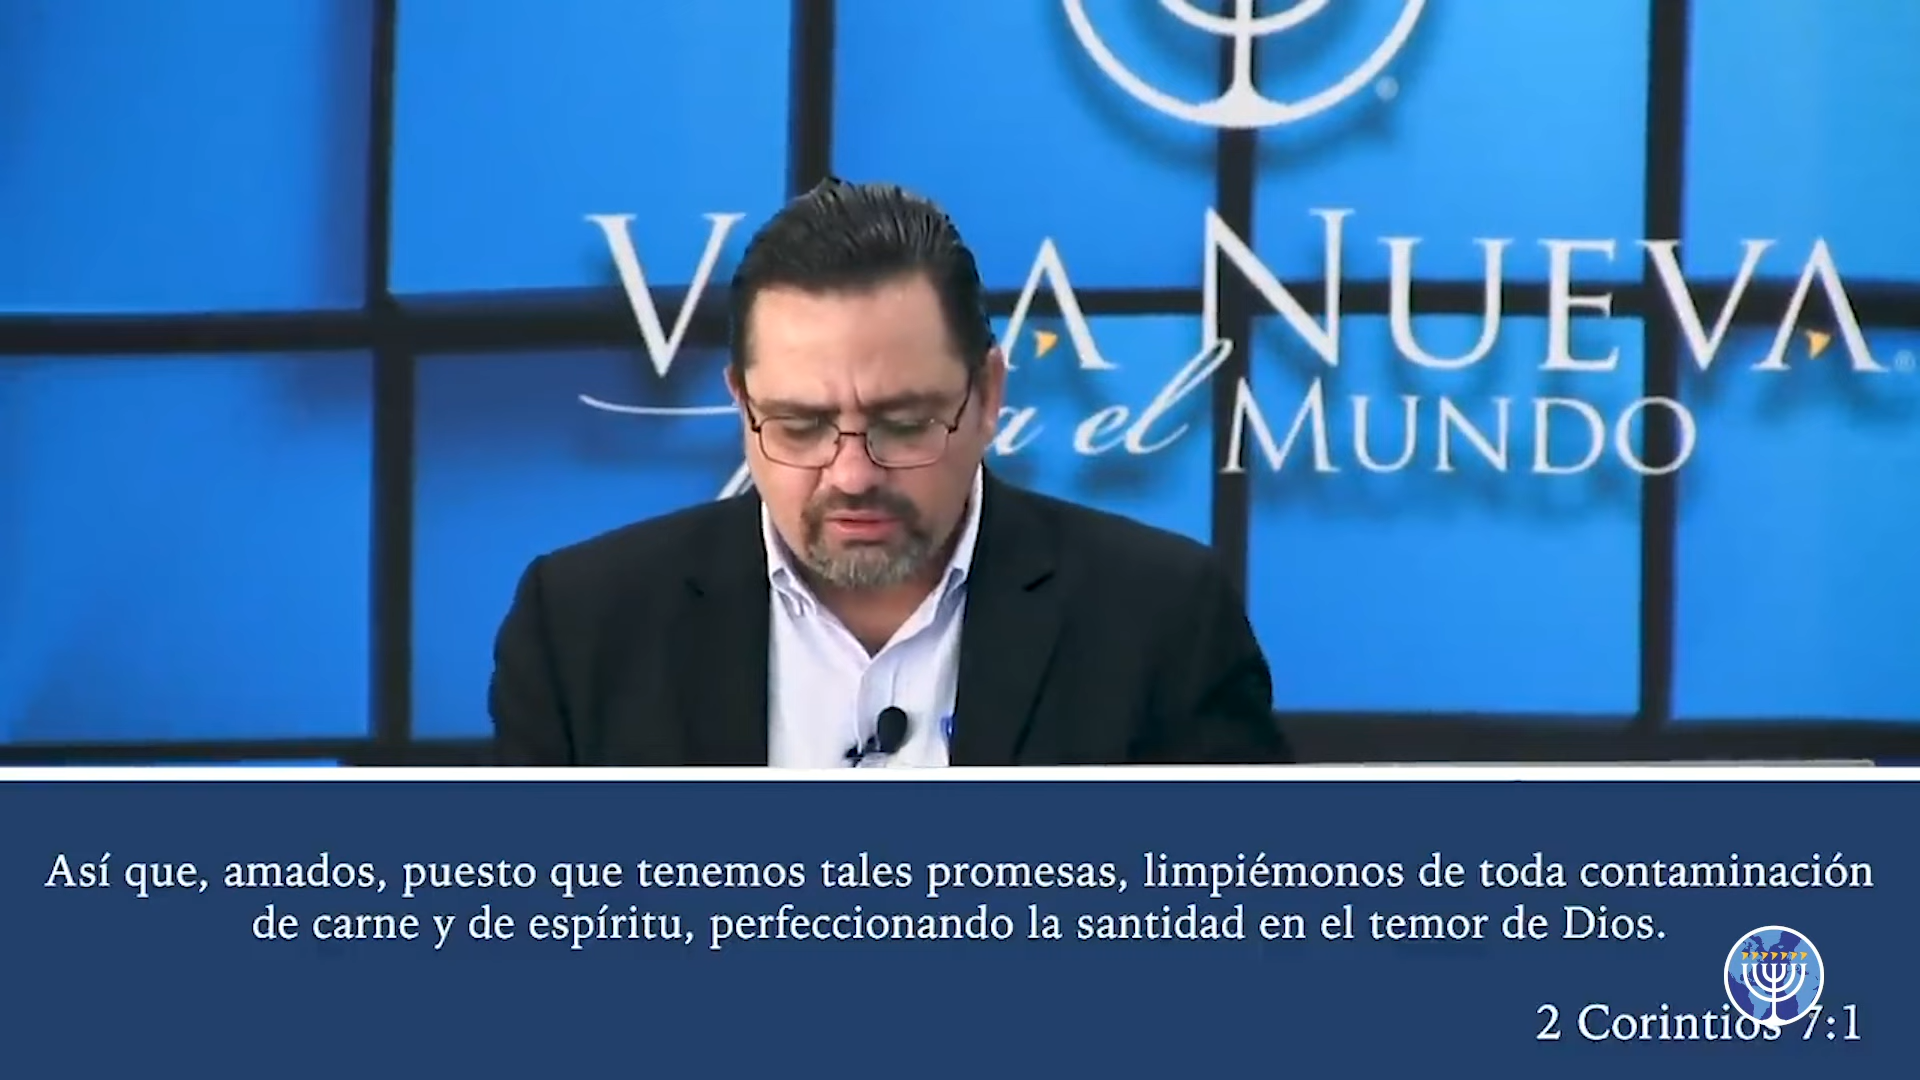 NUEVA
el MUNDO
Así que, amados, puesto que tenemos tales promesas, limpiémonos de toda contaminación
de carne y de espíritu, perfeccionando la santidad en el temor de Dios.
2 Corintios 7:1